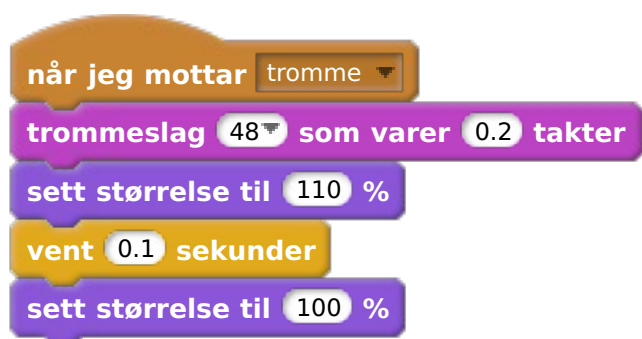 når jeg mottar tromme
trommeslag 48 som varer 0.2 takter
sett størrelse til 110 %
vent 0.1 sekunder
sett størrelse til 100 %